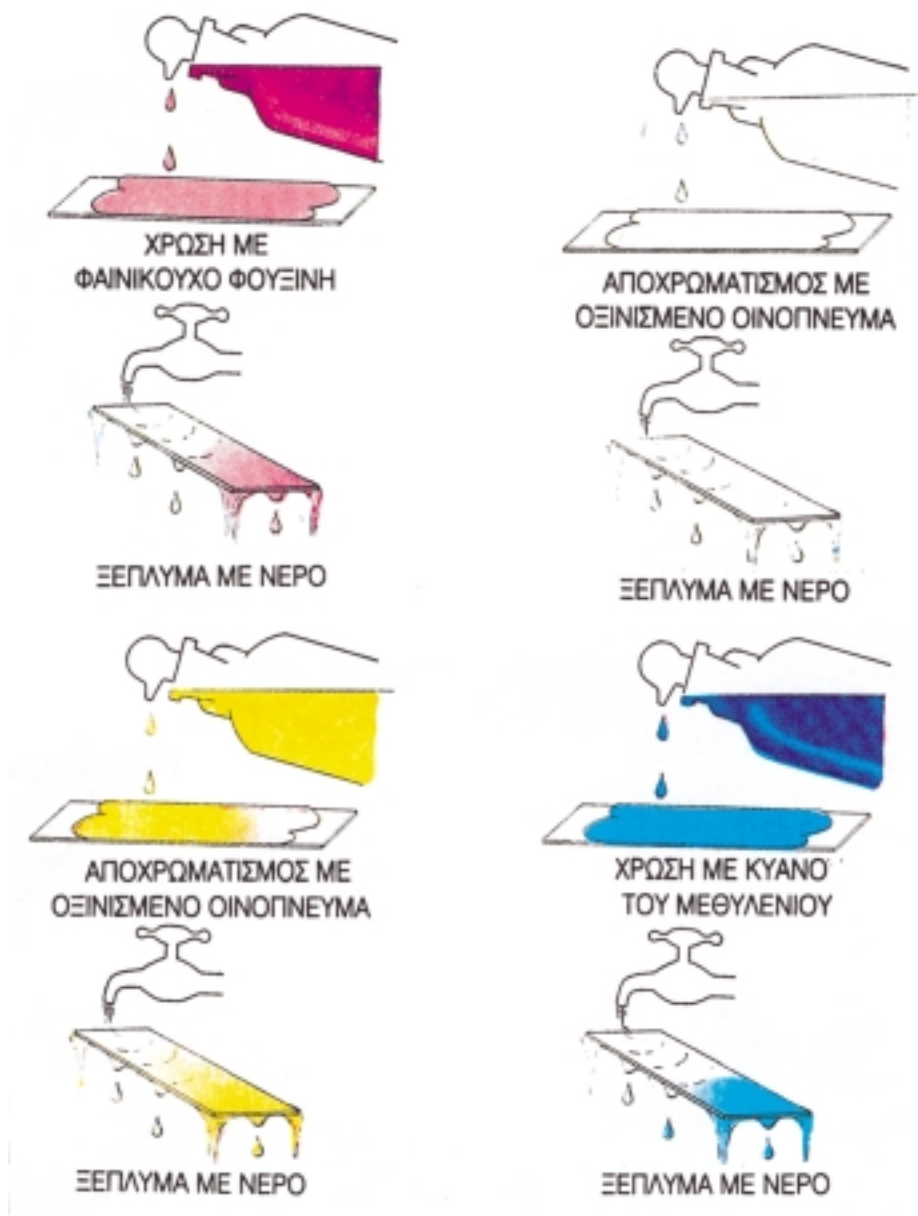 ΧΡΩΣΗ ΜΕ
ΦΑΙΝΙΚΟΥΧΟ ΦΟΥΞΙΝΗ
ΞΕΠΛΥΜΑ ΜΕ ΝΕΡΟ
ΑΠΟΧΡΩΜΑΤΙΣΜΟΣ ΜΕ
ΟΞΙΝΙΣΜΕΝΟ ΟΙΝΟΠΝΕΥΜΑ
ΞΕΠΛΥΜΑ ΜΕ ΝΕΡΟ
ΑΠΟΧΡΩΜΑΤΙΣΜΟΣ ΜΕ
ΟΞΙΝΙΣΜΕΝΟ ΟΙΝΟΠΝΕΥΜΑ
ΞΕΠΛΥΜΑ ΜΕ ΝΕΡΟ
ΧΡΩΣΗ ΜΕ ΚΥΑΝΟ
ΤΟΥ ΜΕΘΥΛΕΝΙΟΥ
ΞΕΠΛΥΜΑ ΜΕ ΝΕΡΟ